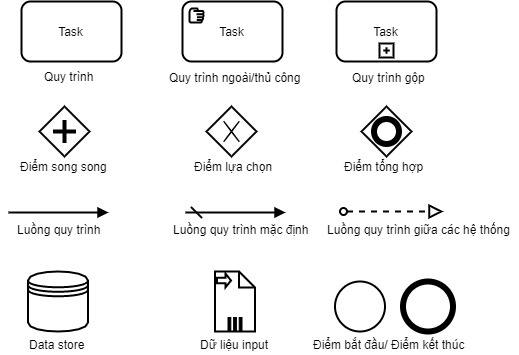 Task
Task
Task
Quy trình
Quy trình ngoài/thủ công
Quy trình gộp
Điểm song song
Điểm lựa chọn
Điểm tổng hợp
Luồng quy trình
Luồng quy trình mặc định
Luồng quy trình giữa các hệ thống
Data store
Dữ liệu input
Điểm bắt đầu/ Điểm kết thúc